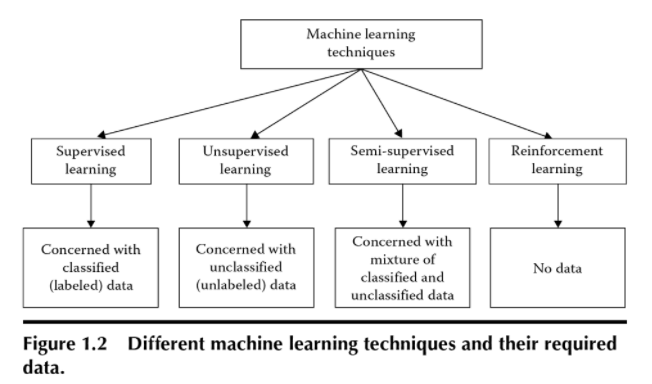 Machine learning
techniques
Supervised
learning
Unsupervised
learning
Semi-supervised
learning
Reinforcement
learning
Concerned with
classified
(labeled) data
Concerned with
unclassified
(unlabeled) data
Concerned with
mixture of
classified and
unclassified data
No data
Figure 1.2 Different machine learning techniques and their required
data.